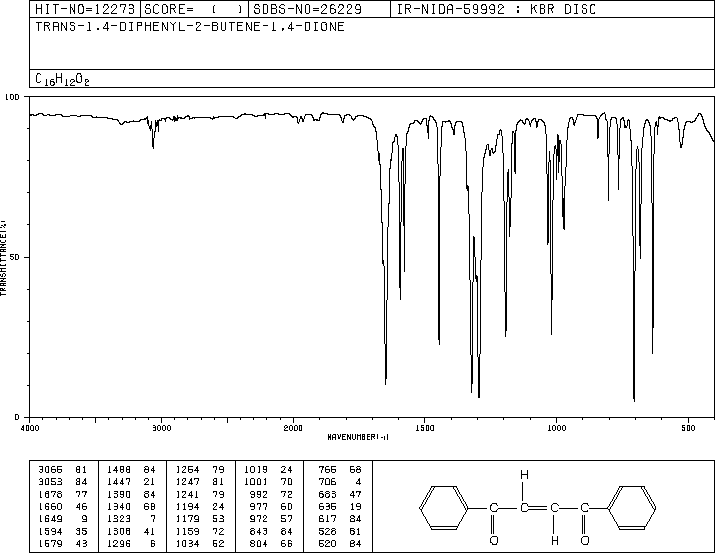 HIT-NO=12273 SCORE= ( ) SDBS-NO=26229 IR-NIDA-59992 : KBR DISC
TRANS-1,4-DIPHENYL-2-BUTENE-1,4-DIONE
C16H12O2
100
50
0
TRANSMITTANCE(%)
4000 3000 2000 1500 1000 500
WAVENUMBER(-1)
3065 81 1488 84 1254 79 1019 24 766 68
3053 84 1447 21 1247 81 1001 70 706 4
1678 77 1390 84 1241 79 992 72 683 47
1660 46 1340 68 1194 24 977 60 636 19
1649 9 1323 7 1179 53 972 57 617 84
1594 35 1308 41 1159 72 843 84 528 81
1579 43 1296 6 1034 52 804 66 520 84
H
C C C C
O H O